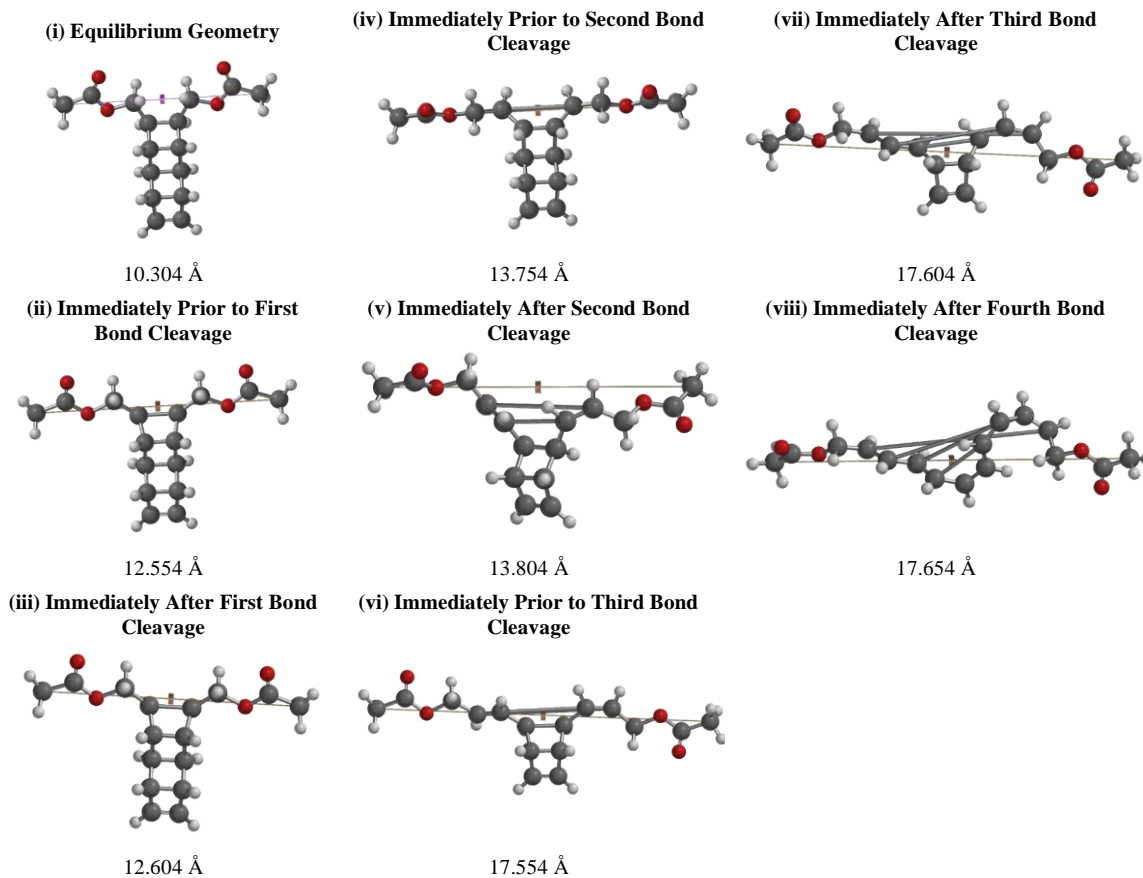 (i) Equilibrium Geometry
10.304 Å
(ii) Immediately Prior to First
Bond Cleavage
12.554 Å
(iii) Immediately After First Bond
Cleavage
12.604 Å
(iv) Immediately Prior to Second Bond
Cleavage
13.754 Å
(v) Immediately After Second Bond
Cleavage
13.804 Å
(vi) Immediately Prior to Third Bond
Cleavage
17.554 Å
(vii) Immediately After Third Bond
Cleavage
17.604 Å
(viii) Immediately After Fourth Bond
Cleavage
17.654 Å